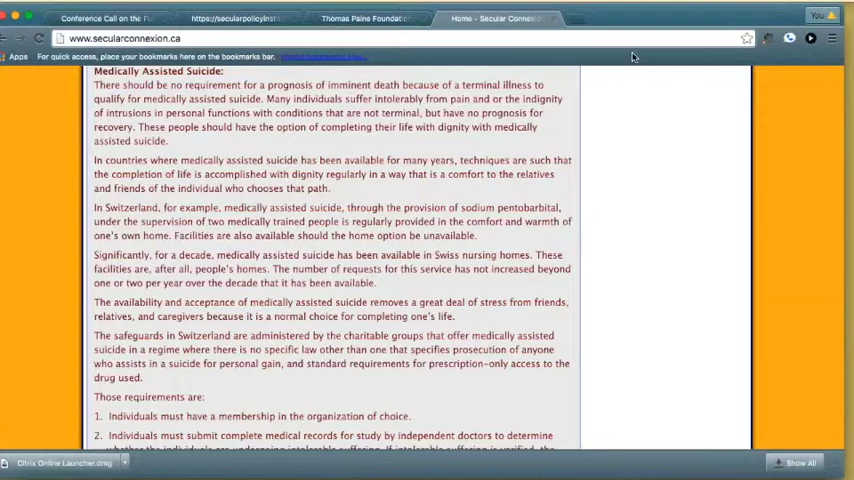 Conference Call on the Fu
https://secularpolicyinsti
Thomas Paine Foundatio
Home - Secular Connexi
You
www.secularconnexion.ca
Apps For quick access, place your bookmarks here on the bookmarks bar.
Medically Assisted Suicide:
There should be no requirement for a prognosis of imminent death because of a terminal illness to
qualify for medically assisted suicide. Many individuals suffer intolerably from pain and or the indignity
of intrusions in personal functions with conditions that are not terminal, but have no prognosis for
recovery. These people should have the option of completing their life with dignity with medically
assisted suicide.
In countries where medically assisted suicide has been available for many years, techniques are such that
the completion of life is accomplished with dignity regularly in a way that is a comfort to the relatives
and friends of the individual who chooses that path.
In Switzerland, for example, medically assisted suicide, through the provision of sodium pentobarbital,
under the supervision of two medically trained people is regularly provided in the comfort and warmth of
one's own home. Facilities are also available should the home option be unavailable.
Significantly, for a decade, medically assisted suicide has been available in Swiss nursing homes. These
facilities are, after all, people's homes. The number of requests for this service has not increased beyond
one or two per year over the decade that it has been available.
The availability and acceptance of medically assisted suicide removes a great deal of stress from friends,
relatives, and caregivers because it is a normal choice for completing one's life.
The safeguards in Switzerland are administered by the charitable groups that offer medically assisted
suicide in a regime where there is no specific law other than one that specifies prosecution of anyone
who assists in a suicide for personal gain, and standard requirements for prescription-only access to the
drug used.
Those requirements are:
1. Individuals must have a membership in the organization of choice.
2. Individuals must submit complete medical records for study by independent doctors to determine
whether the individuals are undergoing intolerable suffering. If intolerable suffering is verified, the
Citrix Online Launcher.dmg
Show All